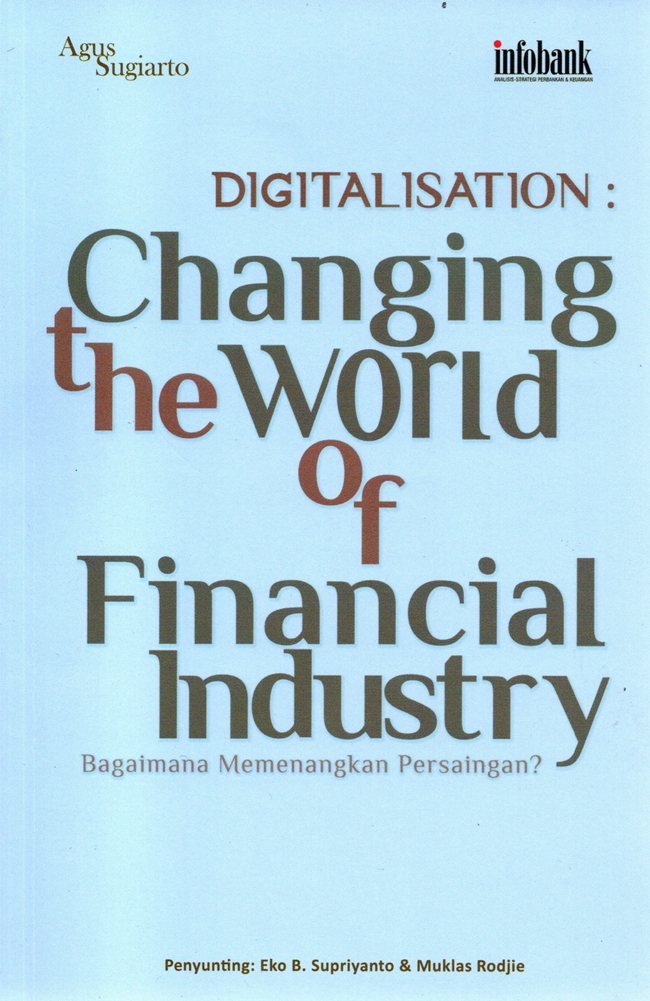 Agus
Sugiarto
infobank
ANALISIS-STRATEGI PERBANKAN & KEUANGAN
DIGITALISATION :
Changing
the World
of
Financial
Industry
Bagaimana Memenangkan Persaingan?
Penyunting: Eko B. Supriyanto & Muklas Rodjie